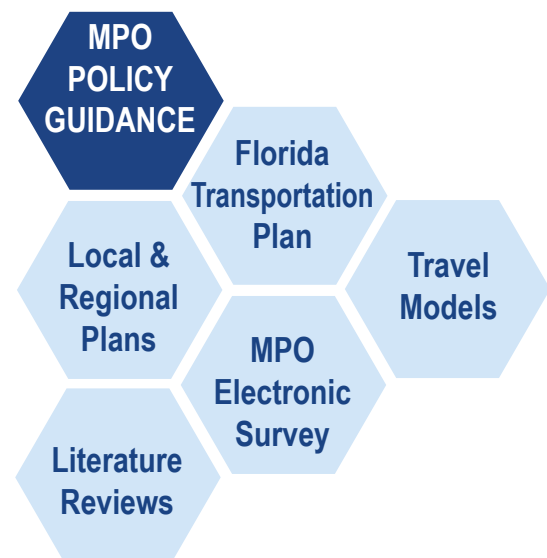 MPO
POLICY
GUIDANCE
Florida
Transportation
Plan
Local &
Regional
Plans
Travel
Models
MPO
Electronic
Survey
Literature
Reviews